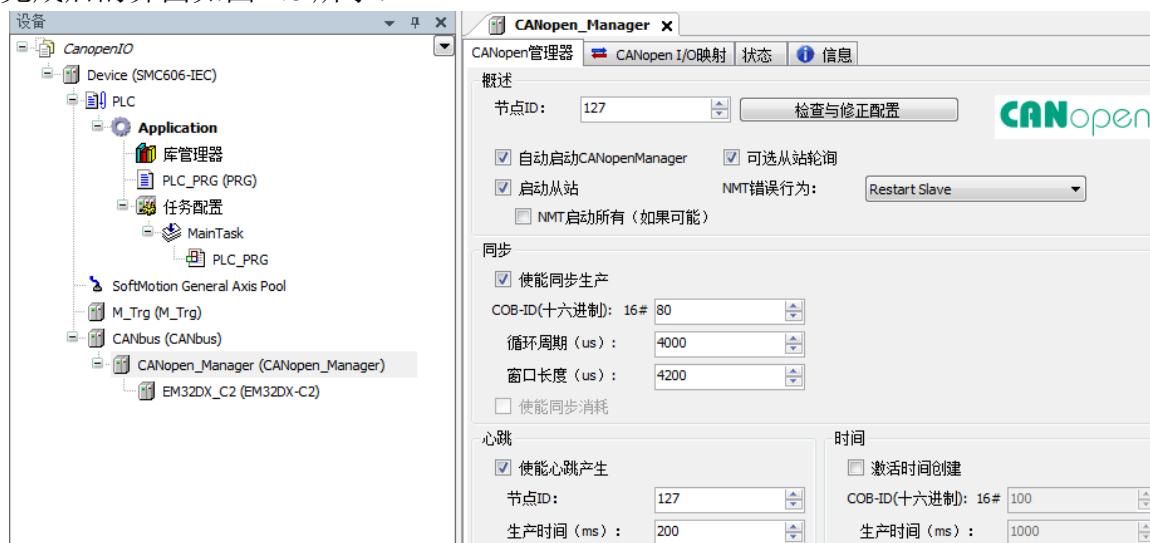 设备
CanopenIO
Device (SMC606-IEC)
PLC
Application
库管理器
PLC_PRG (PRG)
任务配置
MainTask
PLC_PRG
SoftMotion General Axis Pool
M_Trg (M_Trg)
CANbus (CANbus)
CANopen_Manager (CANopen_Manager)
EM32DX_C2 (EM32DX-C2)
CANopen_Manager
CANopen管理器 CANopen I/O映射 状态 信息
概述
节点ID: 127 检查与修正配置
CANopen
自动启动CANopenManager 可选从站轮询
启动从站 NMT错误行为: Restart Slave
NMT启动所有（如果可能）
同步
使能同步生产
COB-ID(十六进制): 16# 80
循环周期（us）: 4000
窗口长度（us）: 4200
使能同步消耗
心跳 时间
使能心跳产生 激活时间创建
节点ID: 127 COB-ID(十六进制): 16# 100
生产时间（ms）: 200 生产时间（ms）: 1000